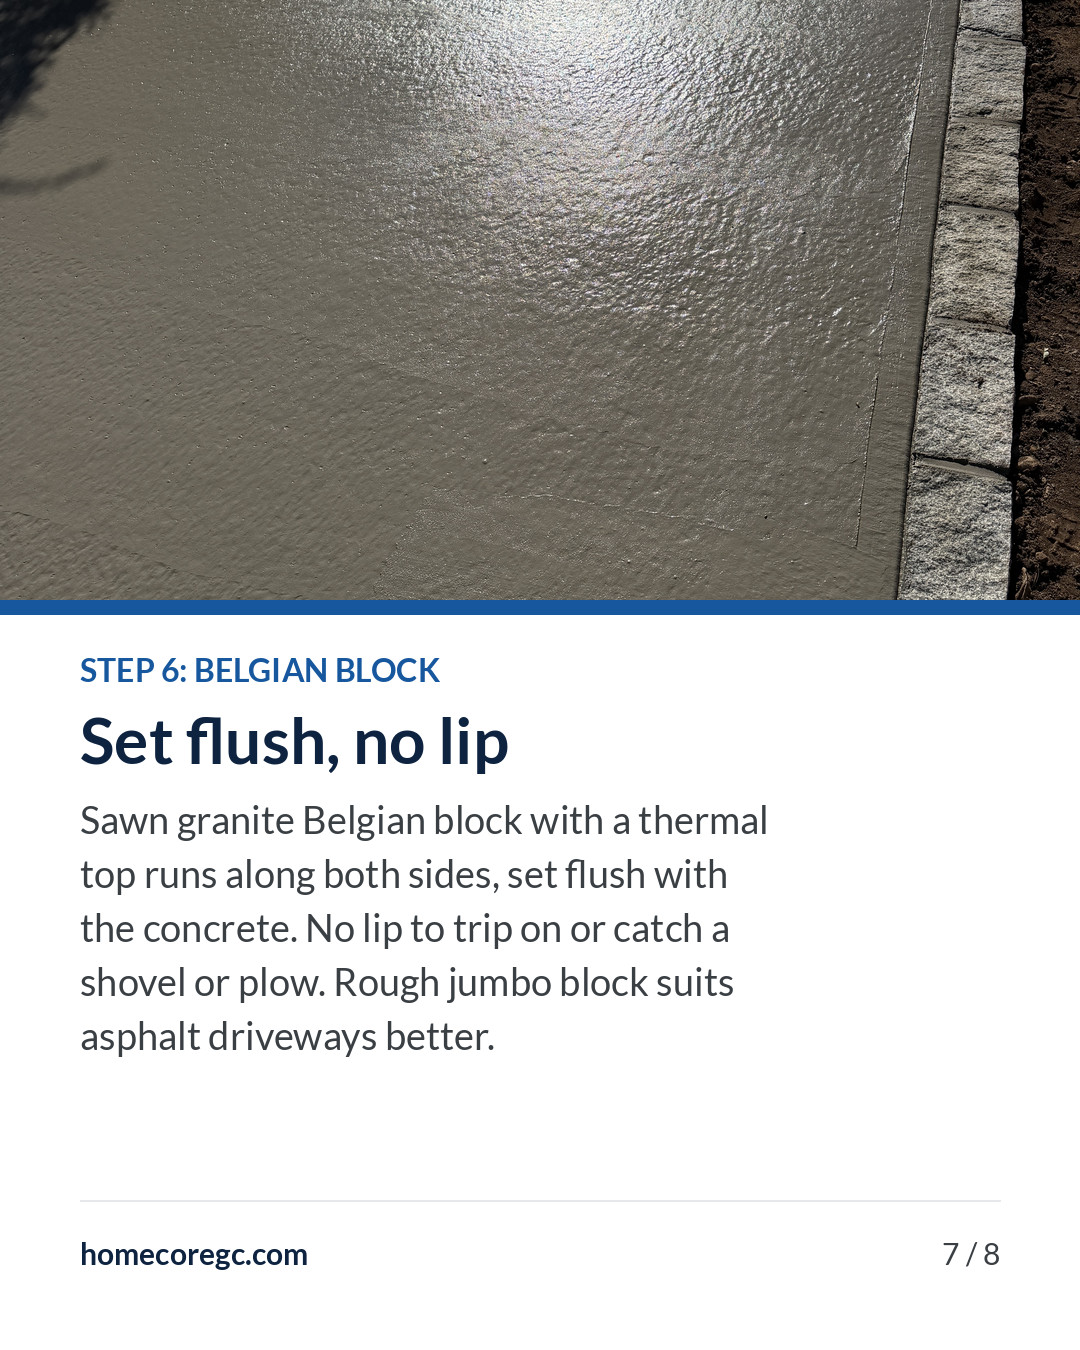 STEP 6: BELGIAN BLOCK
Set flush, no lip
Sawn granite Belgian block with a thermal
top runs along both sides, set flush with
the concrete. No lip to trip on or catch a
shovel or plow. Rough jumbo block suits
asphalt driveways better.
homecoregc.com
7 / 8